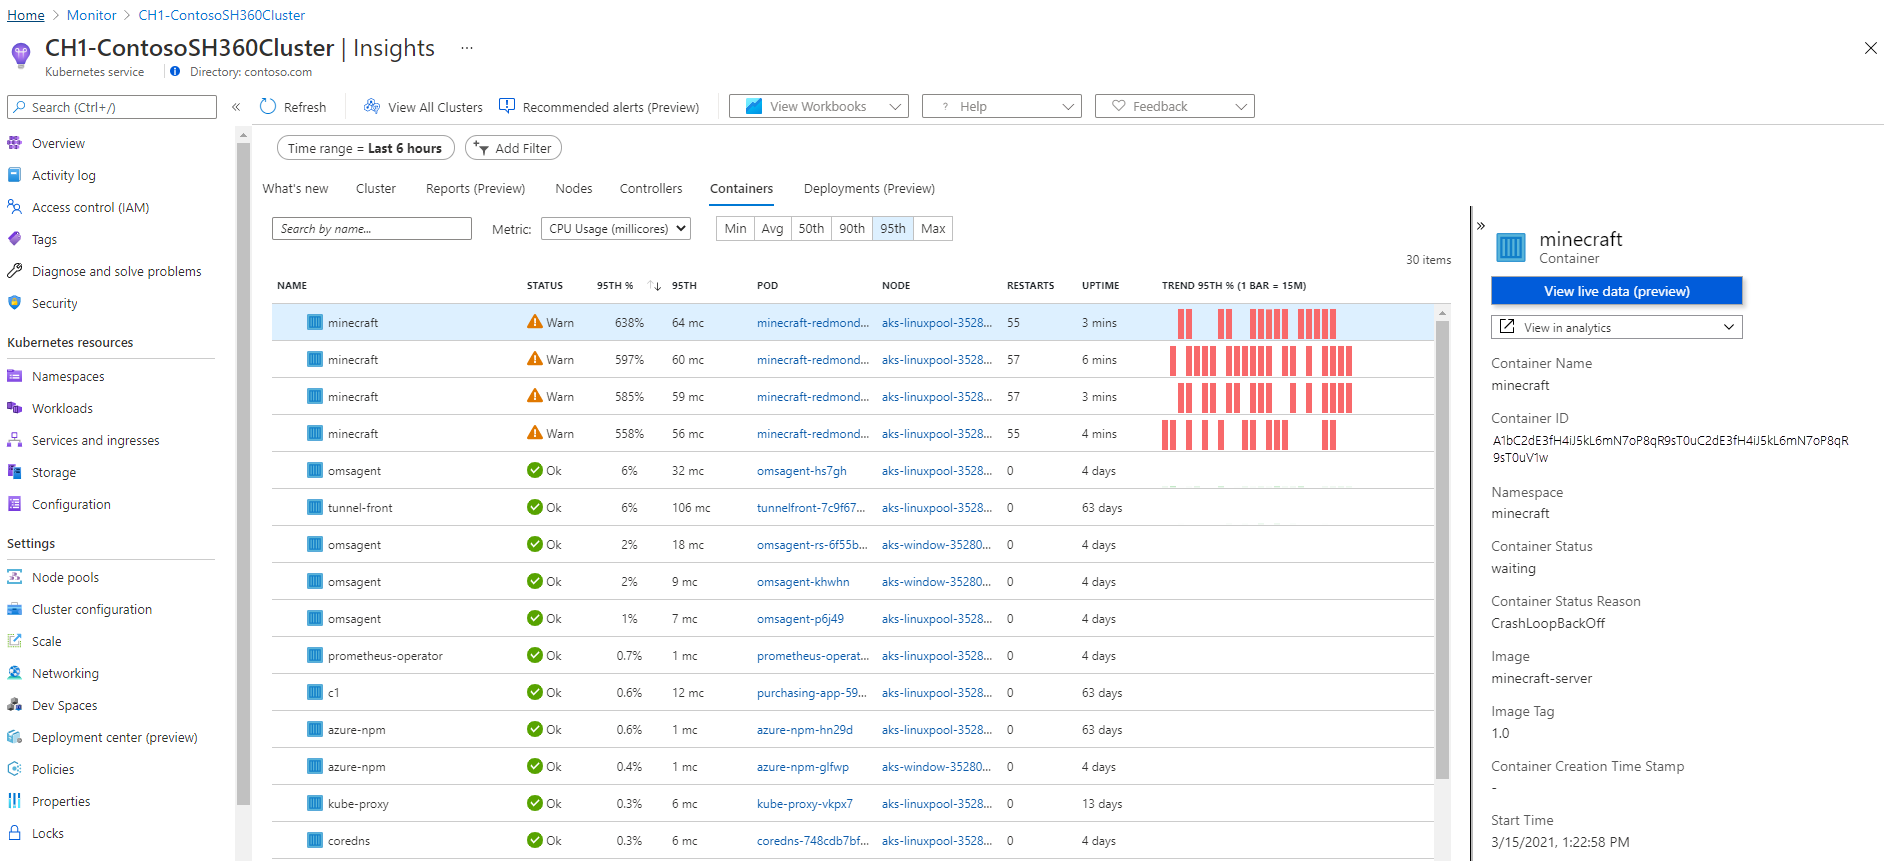 Home > Monitor > CH1-ContosoSH360Cluster
CH1-ContosoSH360Cluster | Insights ...
Kubernetes service Directory: contoso.com
Search (Ctrl+/)
«
Overview
Activity log
Access control (IAM)
Tags
Diagnose and solve problems
Security
Kubernetes resources
Namespaces
Workloads
Services and ingresses
Storage
Configuration
Settings
Node pools
Cluster configuration
Scale
Networking
Dev Spaces
Deployment center (preview)
Policies
Properties
Locks
Refresh View All Clusters Recommended alerts (Preview) View Workbooks ? Help Feedback
Time range = Last 6 hours Add Filter
What's new Cluster Reports (Preview) Nodes Controllers Containers Deployments (Preview)
Search by name... Metric: CPU Usage (millicores) Min Avg 50th 90th 95th Max
30 items
NAME STATUS 95TH % 95TH POD NODE RESTARTS UPTIME TREND 95TH % (1 BAR = 15M)
minecraft Warn 638% 64 mc minecraft-redmond... aks-linuxpool-3528... 55 3 mins
minecraft Warn 597% 60 mc minecraft-redmond... aks-linuxpool-3528... 57 6 mins
minecraft Warn 585% 59 mc minecraft-redmond... aks-linuxpool-3528... 57 3 mins
minecraft Warn 558% 56 mc minecraft-redmond... aks-linuxpool-3528... 55 4 mins
omsagent Ok 6% 32 mc omsagent-hs7gh aks-linuxpool-3528... 0 4 days
tunnel-front Ok 6% 106 mc tunnelfront-7c9f67... aks-linuxpool-3528... 0 63 days
omsagent Ok 2% 18 mc omsagent-rs-6f55b... aks-window-35280... 0 4 days
omsagent Ok 2% 9 mc omsagent-khwhn aks-window-35280... 0 4 days
omsagent Ok 1% 7 mc omsagent-p6j49 aks-linuxpool-3528... 0 4 days
prometheus-operator Ok 0.7% 1 mc prometheus-operat... aks-linuxpool-3528... 0 4 days
c1 Ok 0.6% 12 mc purchasing-app-59... aks-linuxpool-3528... 0 63 days
azure-npm Ok 0.6% 1 mc azure-npm-hn29d aks-linuxpool-3528... 0 63 days
azure-npm Ok 0.4% 1 mc azure-npm-glfwp aks-window-35280... 0 4 days
kube-proxy Ok 0.3% 6 mc kube-proxy-vkpx7 aks-linuxpool-3528... 0 13 days
coredns Ok 0.3% 6 mc coredns-748cdb7bf... aks-linuxpool-3528... 0 4 days
»
minecraft
Container
View live data (preview)
View in analytics
Container Name
minecraft
Container ID
A1bC2dE3fH4iJ5kL6mN7oP8qR9sT0uC2dE3fH4iJ5kL6mN7oP8qR
9sT0uV1w
Namespace
minecraft
Container Status
waiting
Container Status Reason
CrashLoopBackOff
Image
minecraft-server
Image Tag
1.0
Container Creation Time Stamp
-
Start Time
3/15/2021, 1:22:58 PM